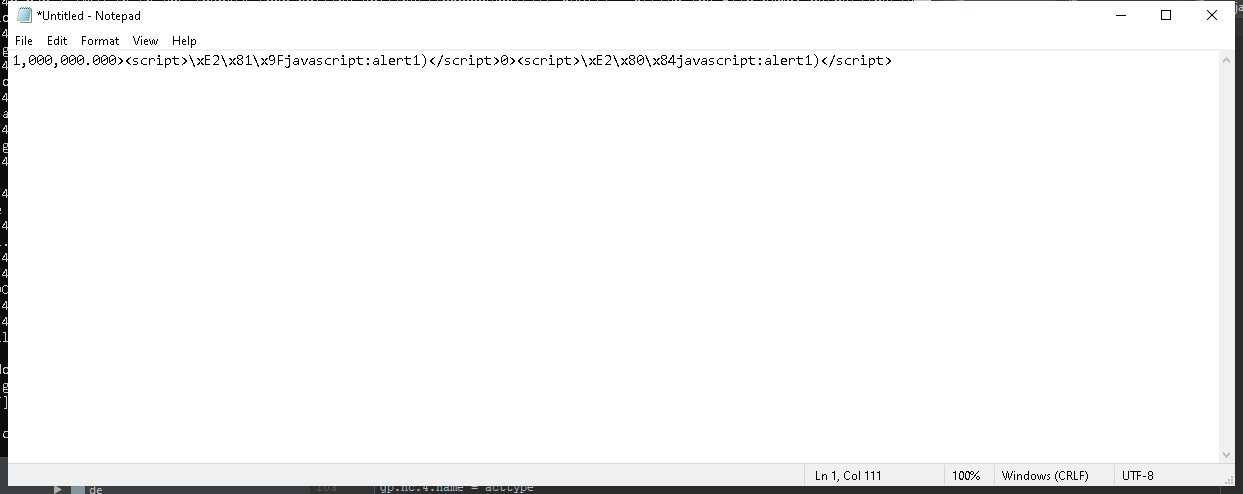 *Untitled - Notepad
File Edit Format View Help
1,000,000.000><script>\xE2\x81\x9Fjavascript:alert1)</script>0><script>\xE2\x80\x84javascript:alert1)</script>
Ln 1, Col 111 100% Windows (CRLF) UTF-8
de
gp.nc.4.name = acttype